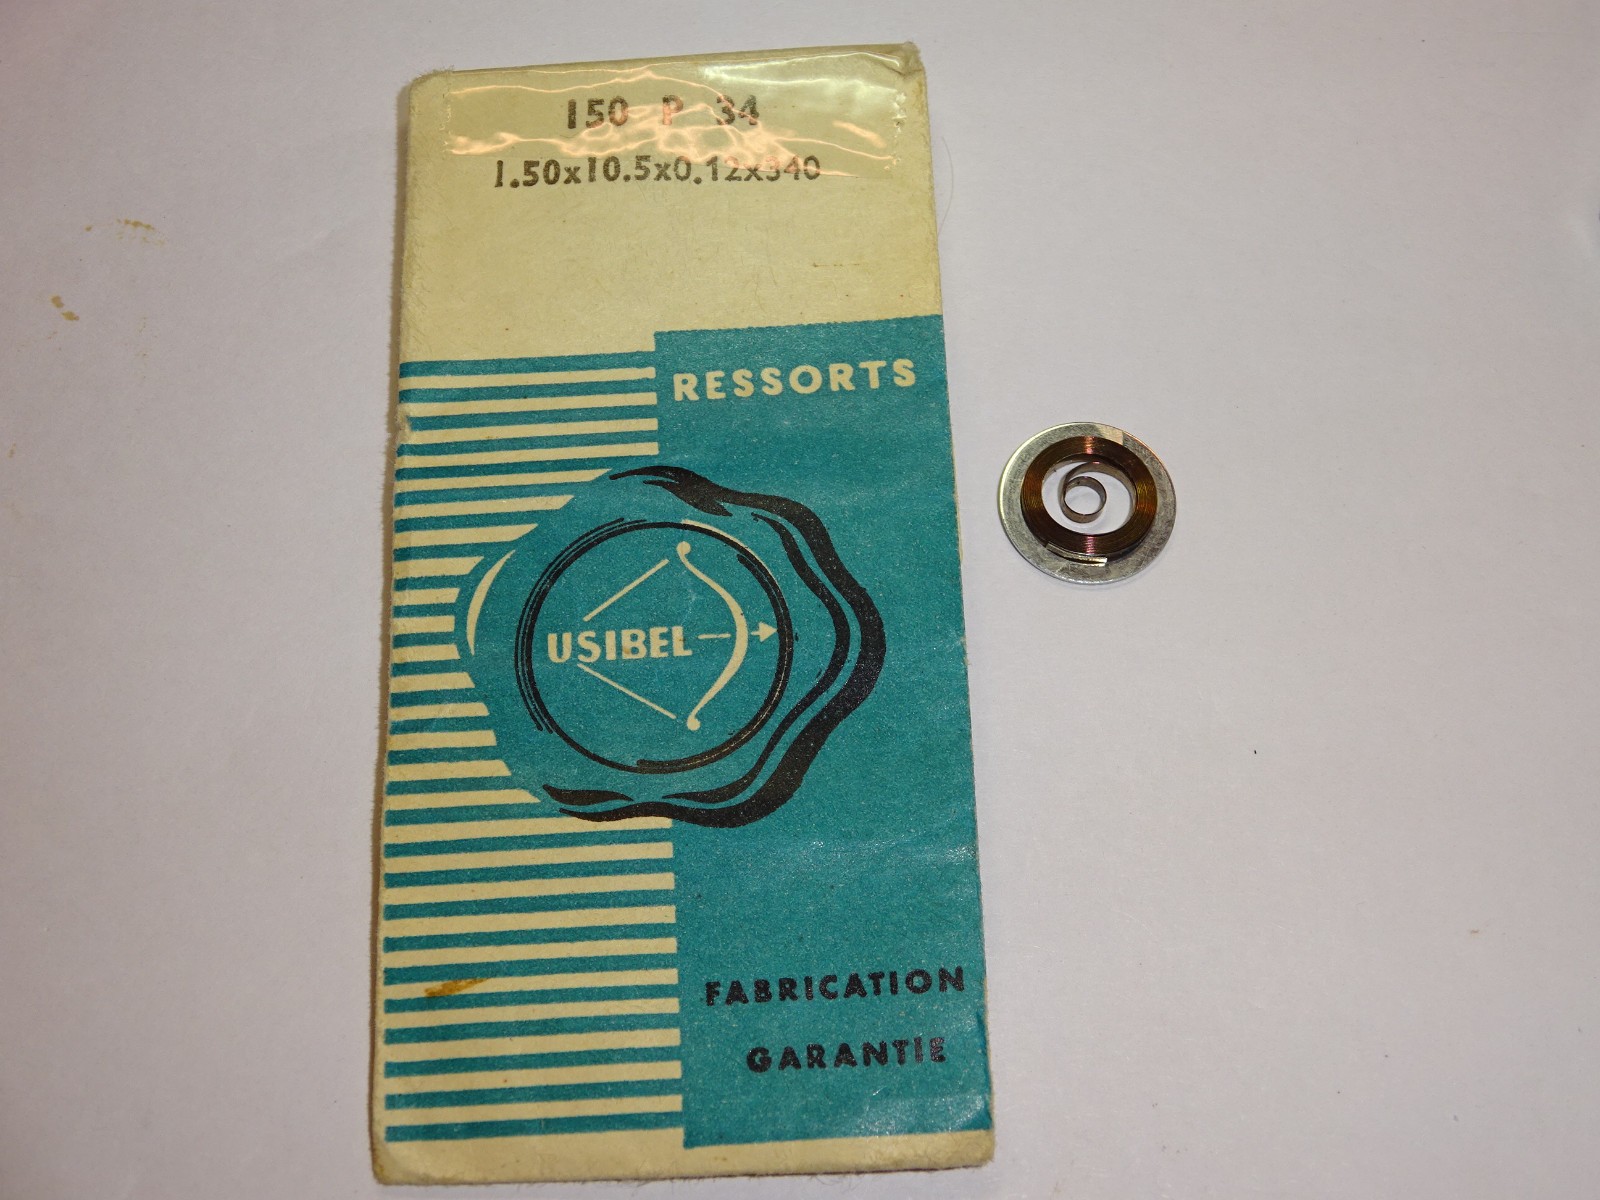 150 P 34
1.50x10.5x0.12x340
RESSORTS
USIBEL
FABRICATION
GARANTIE